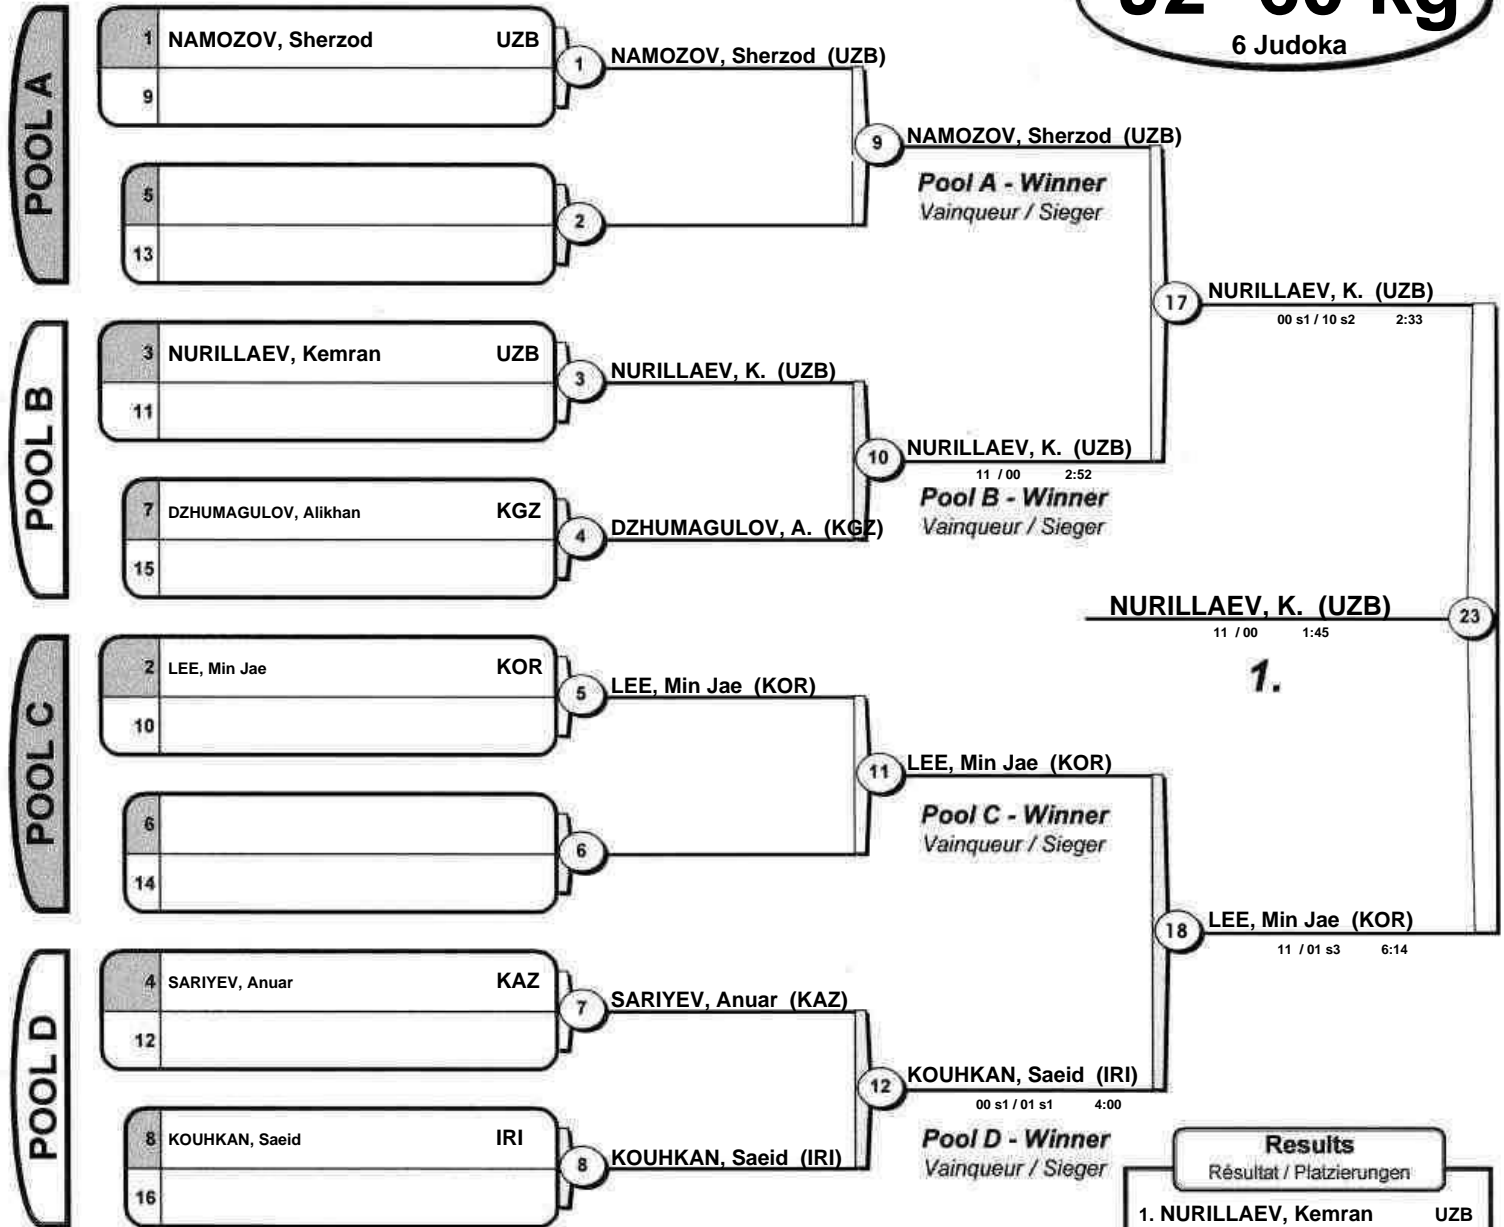 6 Judoka
POOL A
1 NAMOZOV, Sherzod UZB
9
5
13
1 NAMOZOV, Sherzod (UZB)
2
9 NAMOZOV, Sherzod (UZB)
Pool A - Winner
Vainqueur / Sieger
POOL B
3 NURILLAEV, Kemran UZB
11
7 DZHUMAGULOV, Alikhan KGZ
15
3 NURILLAEV, K. (UZB)
4 DZHUMAGULOV, A. (KGZ)
10 NURILLAEV, K. (UZB)
11 / 00 2:52
Pool B - Winner
Vainqueur / Sieger
17 NURILLAEV, K. (UZB)
00 s1 / 10 s2 2:33
NURILLAEV, K. (UZB) 23
11 / 00 1:45
1.
POOL C
2 LEE, Min Jae KOR
10
6
14
5 LEE, Min Jae (KOR)
6
11 LEE, Min Jae (KOR)
Pool C - Winner
Vainqueur / Sieger
18 LEE, Min Jae (KOR)
11 / 01 s3 6:14
POOL D
4 SARIYEV, Anuar KAZ
12
8 KOUHKAN, Saeid IRI
16
7 SARIYEV, Anuar (KAZ)
8 KOUHKAN, Saeid (IRI)
12 KOUHKAN, Saeid (IRI)
00 s1 / 01 s1 4:00
Pool D - Winner
Vainqueur / Sieger
Results
Résultat / Platzierungen
1. NURILLAEV, Kemran UZB